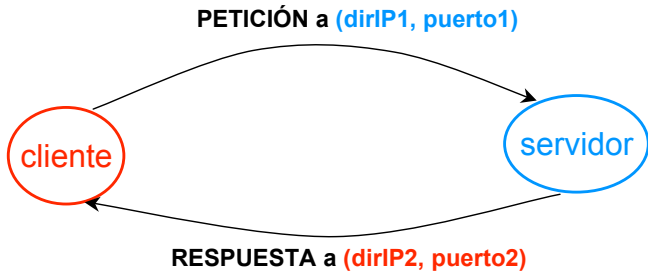 PETICIÓN a (dirIP1, puerto1)
cliente
servidor
RESPUESTA a (dirIP2, puerto2)